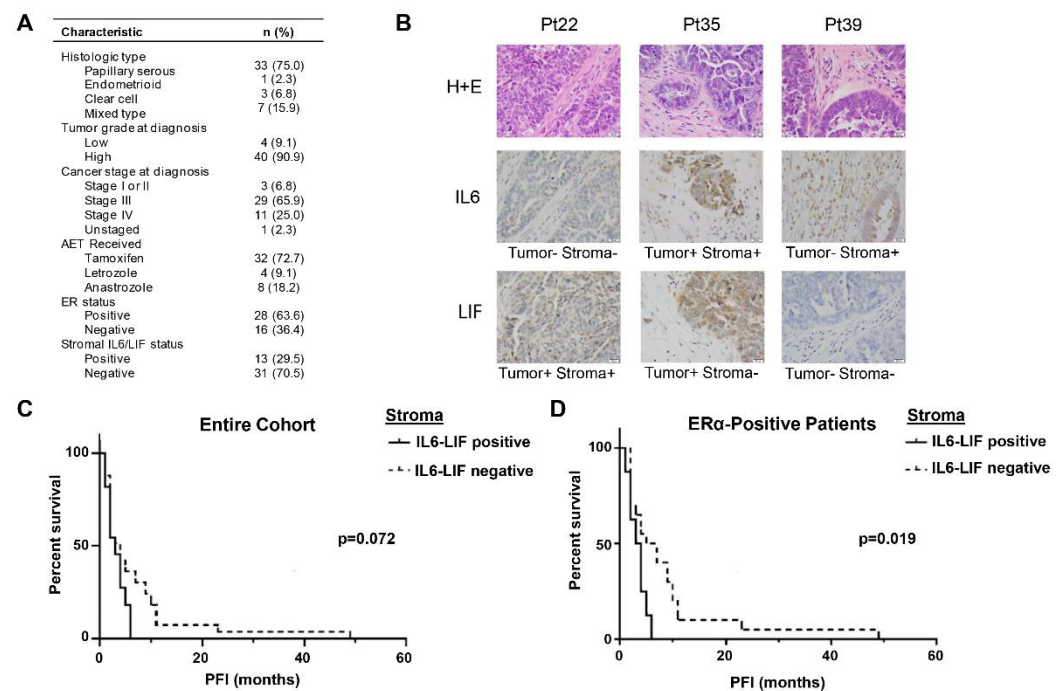 A
Characteristic n (%)
Histologic type
Papillary serous 33 (75.0)
Endometrioid 1 (2.3)
Clear cell 3 (6.8)
Mixed type 7 (15.9)
Tumor grade at diagnosis
Low 4 (9.1)
High 40 (90.9)
Cancer stage at diagnosis
Stage I or II 3 (6.8)
Stage III 29 (65.9)
Stage IV 11 (25.0)
Unstaged 1 (2.3)
AET Received
Tamoxifen 32 (72.7)
Letrozole 4 (9.1)
Anastrozole 8 (18.2)
ER status
Positive 28 (63.6)
Negative 16 (36.4)
Stromal IL6/LIF status
Positive 13 (29.5)
Negative 31 (70.5)
B
Pt22 Pt35 Pt39
H+E
IL6
Tumor- Stroma- Tumor+ Stroma+ Tumor- Stroma+
LIF
Tumor+ Stroma+ Tumor+ Stroma- Tumor- Stroma-
C
Entire Cohort
Stroma
IL6-LIF positive
IL6-LIF negative
p=0.072
Percent survival
100
50
0
0 20 40 60
PFI (months)
D
ERα-Positive Patients
Stroma
IL6-LIF positive
IL6-LIF negative
p=0.019
Percent survival
100
50
0
0 20 40 60
PFI (months)